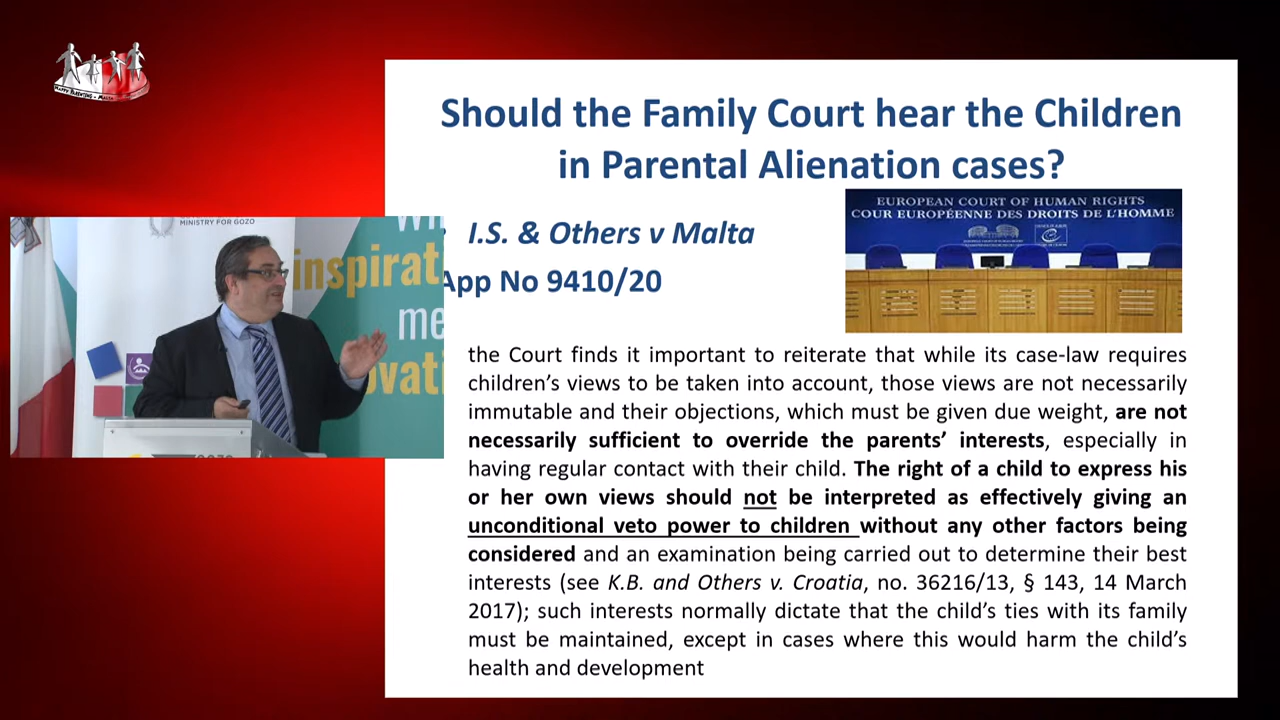 HAPPY PARENTING - MALTA
Should the Family Court hear the Children
in Parental Alienation cases?
MINISTRY FOR GOZO
inspirat
me
ovati
I.S. & Others v Malta
App No 9410/20
EUROPEAN COURT OF HUMAN RIGHTS
COUR EUROPÉENNE DES DROITS DE L'HOMME
the Court finds it important to reiterate that while its case-law requires
children's views to be taken into account, those views are not necessarily
immutable and their objections, which must be given due weight, are not
necessarily sufficient to override the parents' interests, especially in
having regular contact with their child. The right of a child to express his
or her own views should not be interpreted as effectively giving an
unconditional veto power to children without any other factors being
considered and an examination being carried out to determine their best
interests (see K.B. and Others v. Croatia, no. 36216/13, § 143, 14 March
2017); such interests normally dictate that the child's ties with its family
must be maintained, except in cases where this would harm the child's
health and development